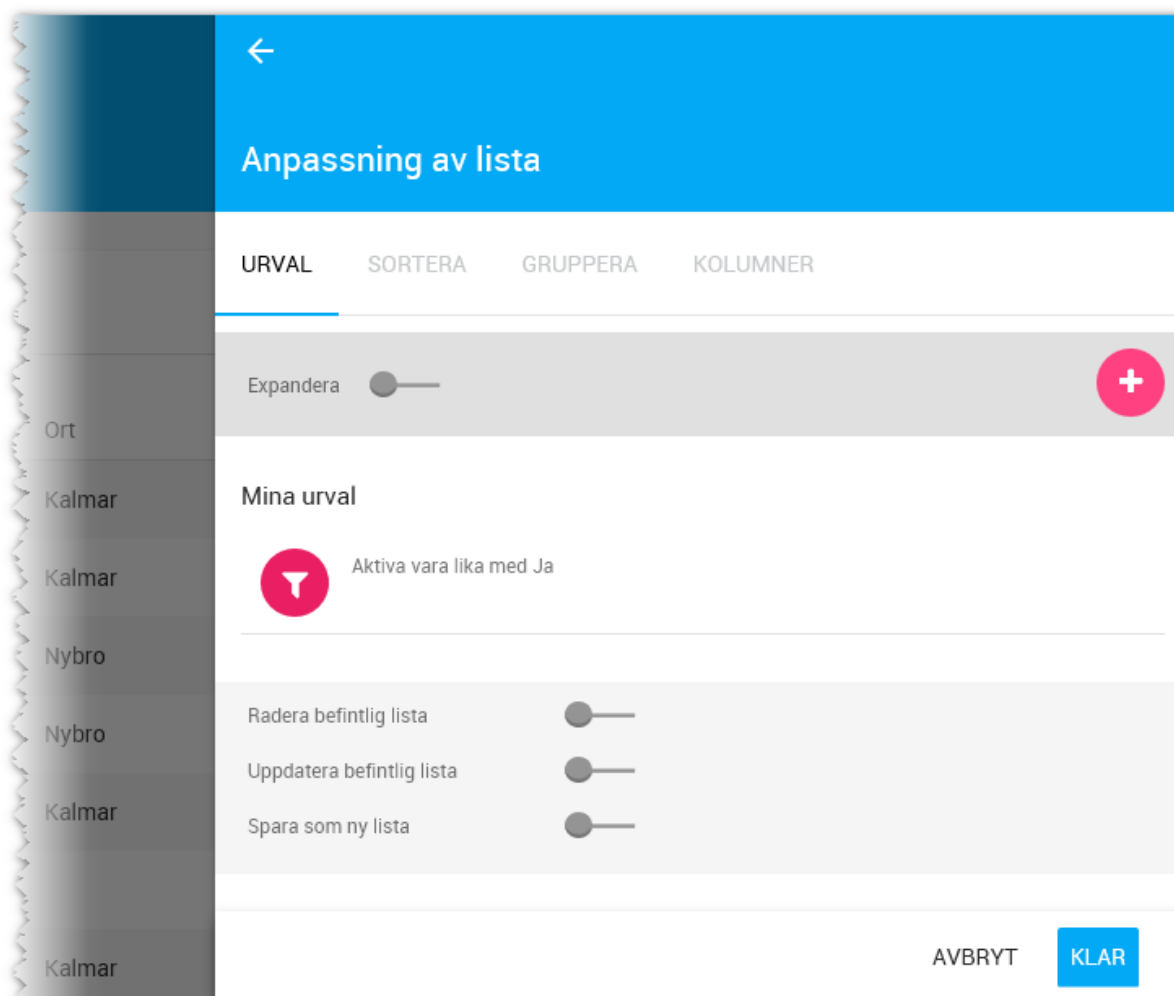 Anpassning av lista
URVAL SORTERA GRUPPERA KOLUMNER
Expandera
Ort
Kalmar
Kalmar
Nybro
Nybro
Kalmar
Kalmar
Mina urval
Aktiva vara lika med Ja
Radera befintlig lista
Uppdatera befintlig lista
Spara som ny lista
AVBRYT KLAR